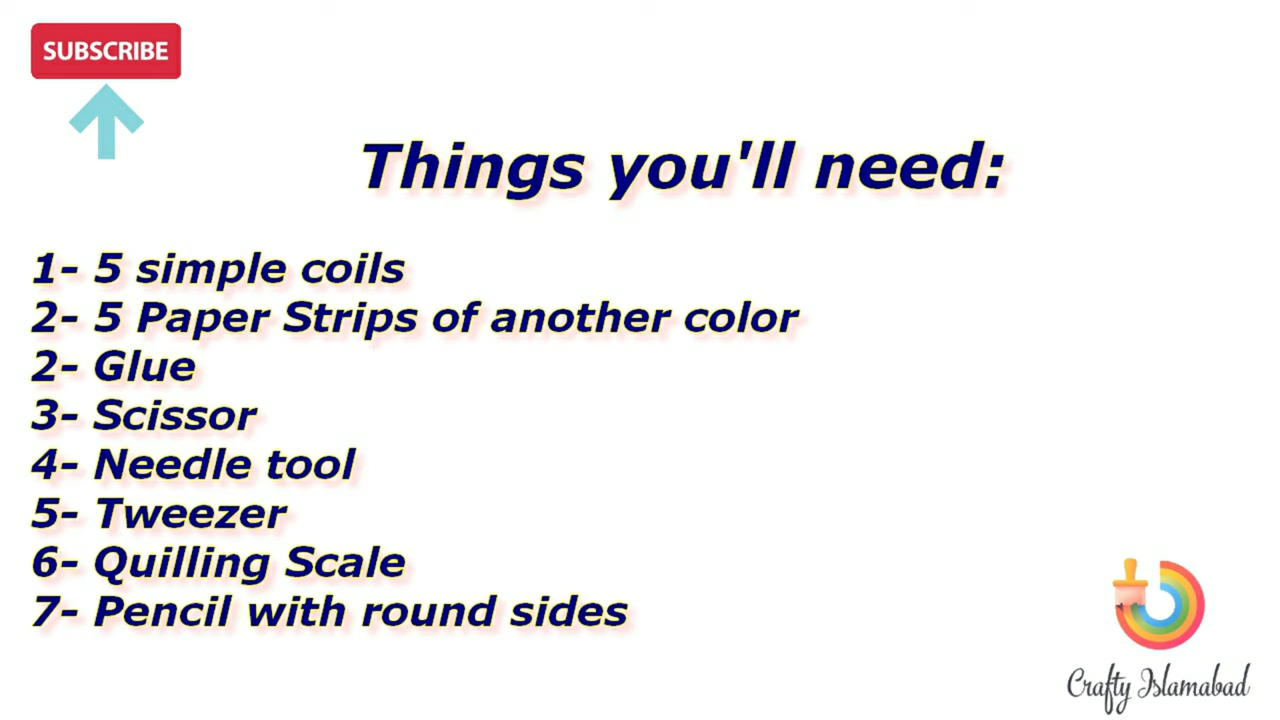 SUBSCRIBE
Things you'll need:
1- 5 simple coils
2- 5 Paper Strips of another color
2- Glue
3- Scissor
4- Needle tool
5- Tweezer
6- Quilling Scale
7- Pencil with round sides
Crafty Islamabad